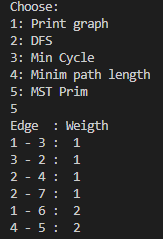 Choose:
1: Print graph
2: DFS
3: Min Cycle
4: Minim path length
5: MST Prim
5
Edge  : Weigth
1 - 3 :  1
3 - 2 :  1
2 - 4 :  1
2 - 7 :  1
1 - 6 :  2
4 - 5 :  2